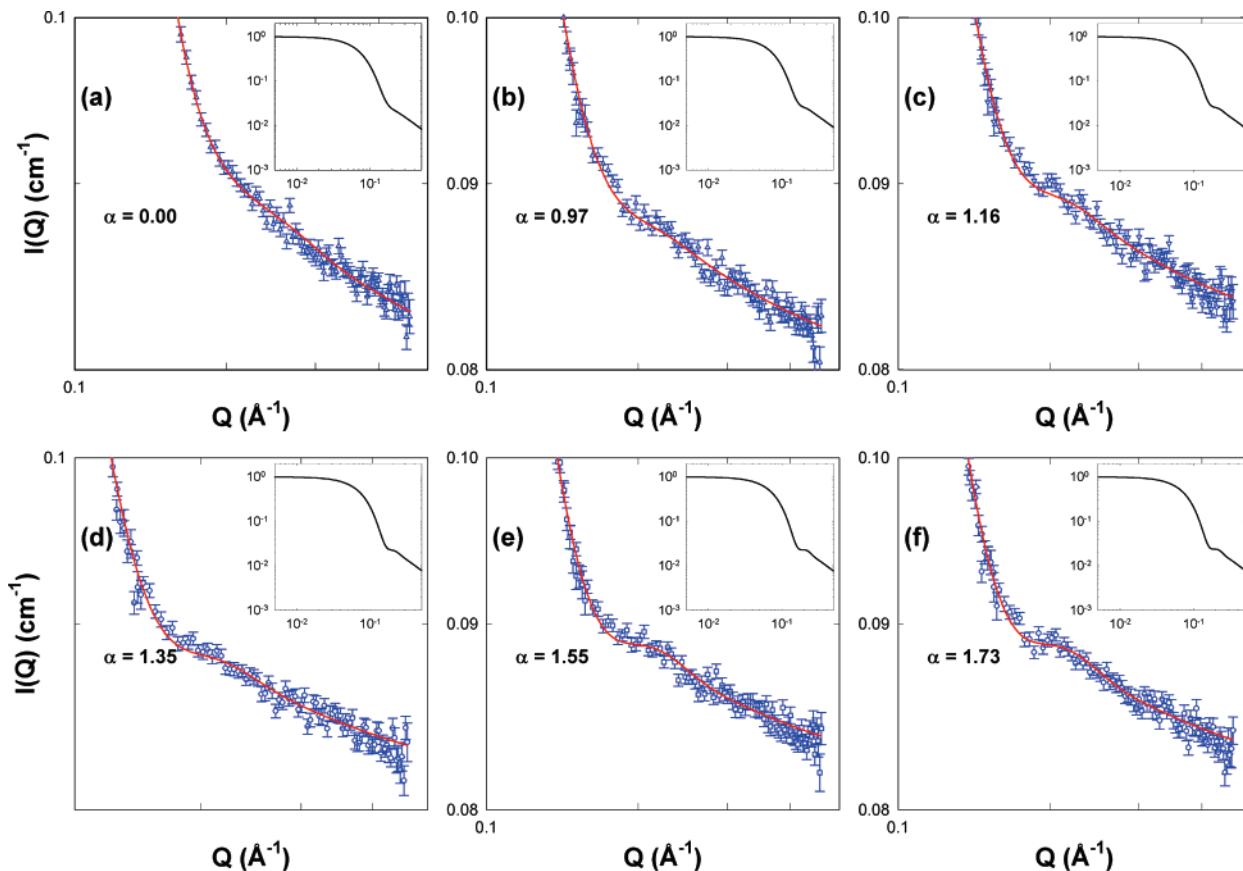 0.1
10⁰
10⁻¹
10⁻²
10⁻³
10⁻² 10⁻¹
(a)
α = 0.00
I(Q) (cm⁻¹)
0.1
Q (Å⁻¹)
0.10
0.09
0.08
10⁰
10⁻¹
10⁻²
10⁻³
10⁻² 10⁻¹
(b)
α = 0.97
0.1
Q (Å⁻¹)
0.10
0.09
0.08
10⁰
10⁻¹
10⁻²
10⁻³
10⁻² 10⁻¹
(c)
α = 1.16
0.1
Q (Å⁻¹)
0.1
10⁰
10⁻¹
10⁻²
10⁻³
10⁻² 10⁻¹
(d)
α = 1.35
I(Q) (cm⁻¹)
0.1
Q (Å⁻¹)
0.10
0.09
0.08
10⁰
10⁻¹
10⁻²
10⁻³
10⁻² 10⁻¹
(e)
α = 1.55
0.1
Q (Å⁻¹)
0.10
0.09
0.08
10⁰
10⁻¹
10⁻²
10⁻³
10⁻² 10⁻¹
(f)
α = 1.73
0.1
Q (Å⁻¹)